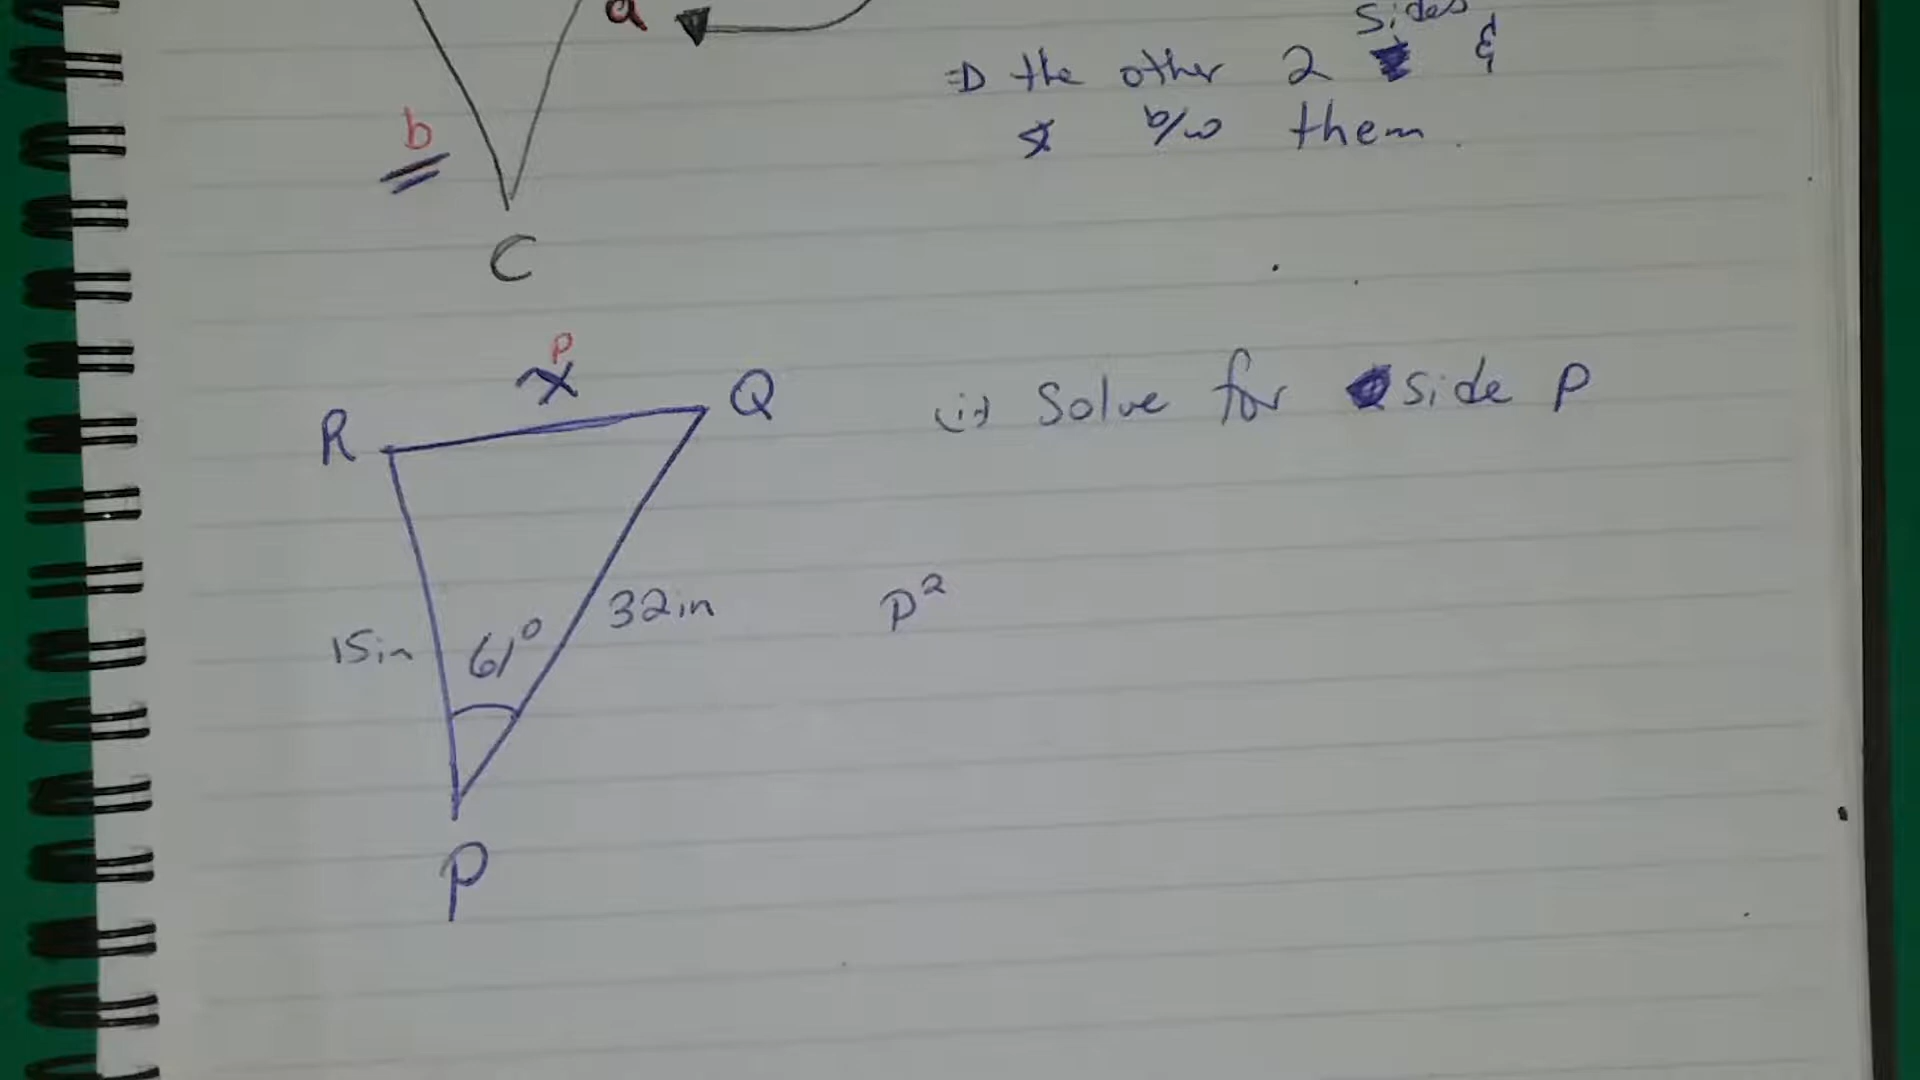 a
sides
=D the other 2 &
∡ b/w them.
b
C
P
x
R
Q
(i) Solve for side P
32in
P²
15in
61°
P